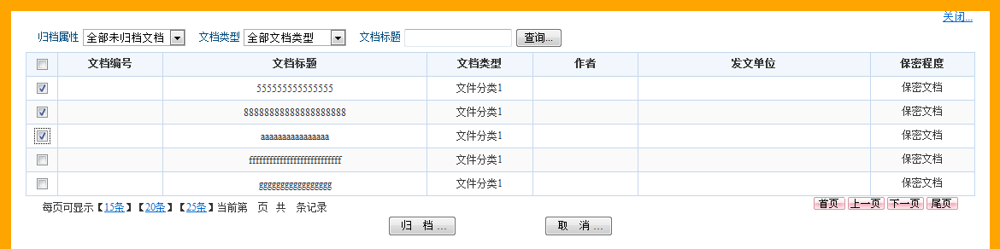 关闭...
归档属性 全部未归档文档 文档类型 全部文档类型 文档标题 查询...
文档编号 文档标题 文档类型 作者 发文单位 保密程度
555555555555555 文件分类1 保密文档
88888888888888888888 文件分类1 保密文档
aaaaaaaaaaaaaaaa 文件分类1 保密文档
文件分类1 保密文档
ggggggggggggggggg 文件分类1 保密文档
每页可显示【15条】【20条】【25条】当前第 页 共 条记录 首页 上一页 下一页 尾页
归 档 ... 取 消 ...